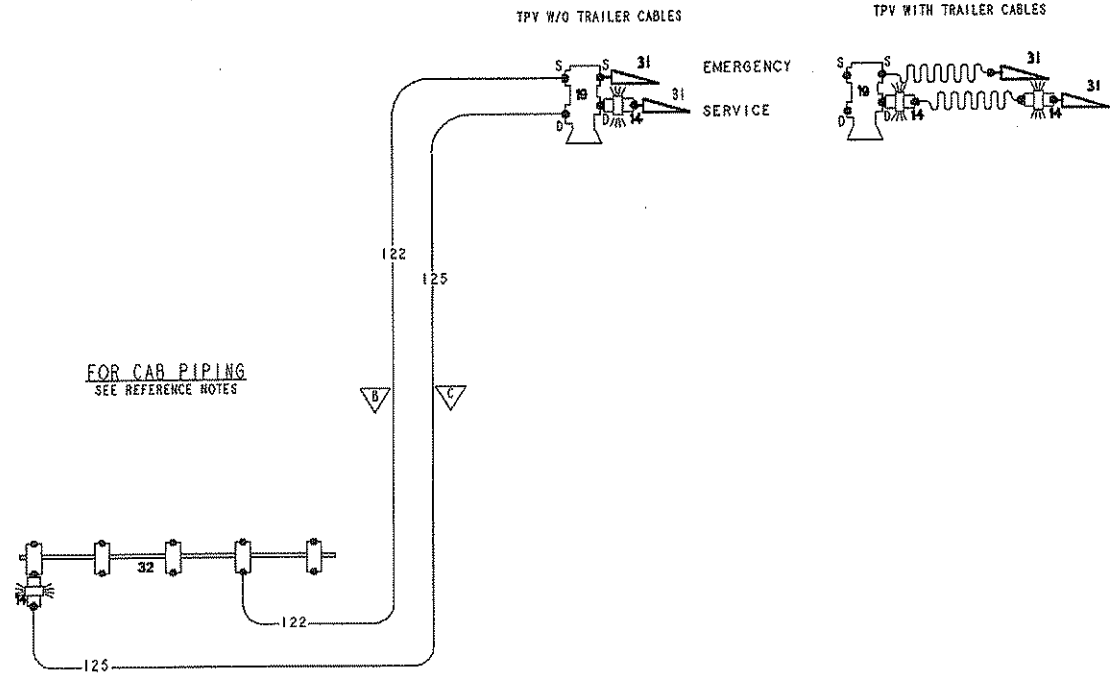 TPV W/O TRAILER CABLES
TPV WITH TRAILER CABLES
S
S
31
EMERGENCY
19
31
SERVICE
D
D
14
S
S
31
19
31
D
D
14
14
122
125
FOR CAB PIPING
SEE REFERENCE NOTES
B
C
32
14
122
125